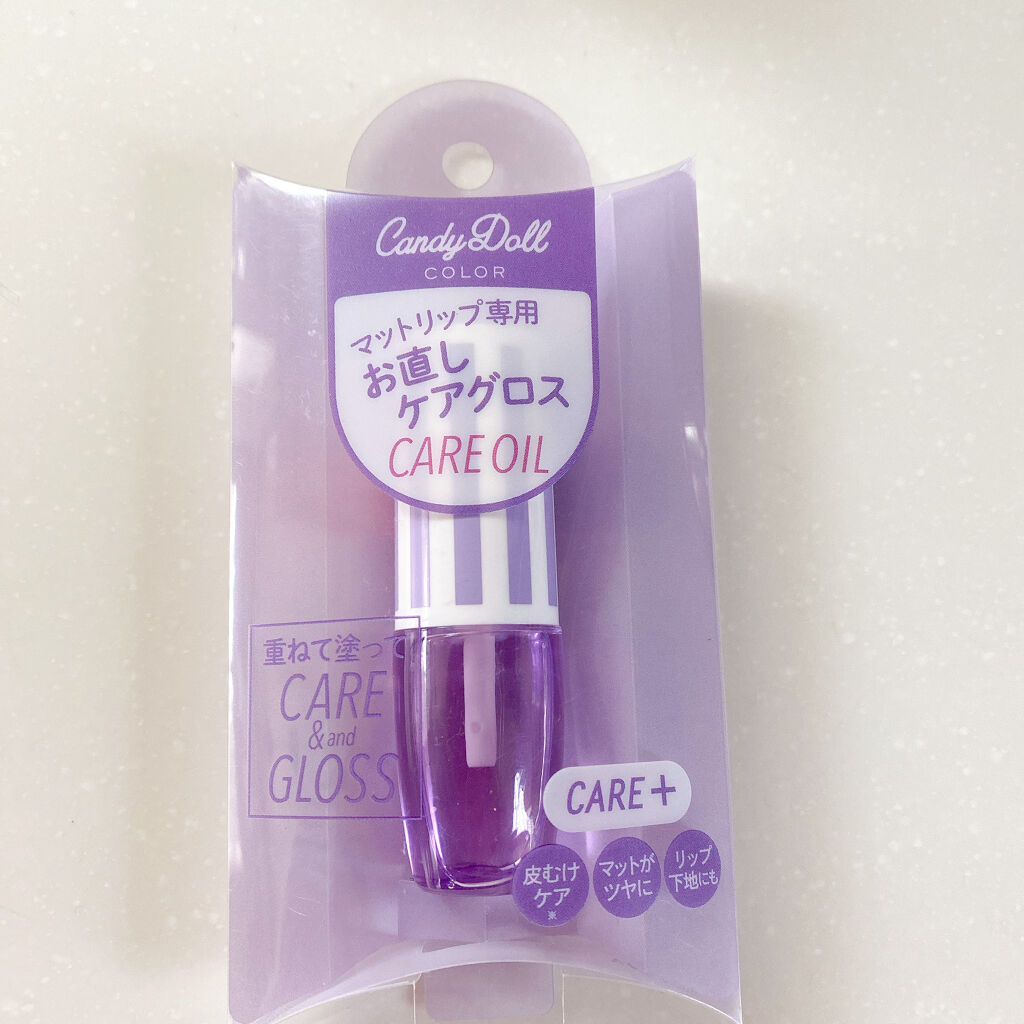 Candy Doll
COLOR
マットリップ専用
お直し
ケアグロス
CARE OIL
重ねて塗って
CARE
&and
GLOSS
CARE+
皮むけ
ケア
※
マットが
ツヤに
リップ
下地にも